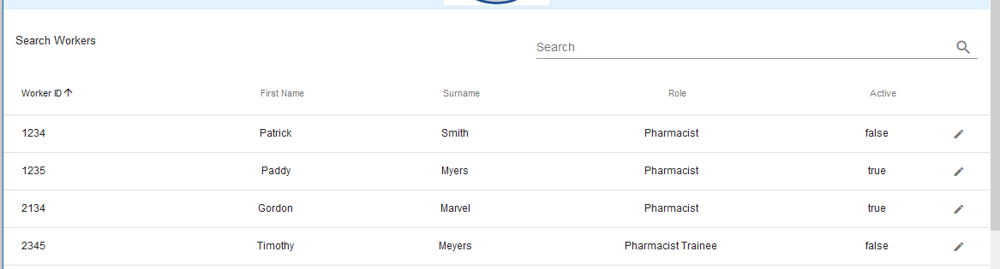 Search Workers
Search
Worker ID First Name Surname Role Active
1234 Patrick Smith Pharmacist false
1235 Paddy Myers Pharmacist true
2134 Gordon Marvel Pharmacist true
2345 Timothy Meyers Pharmacist Trainee false